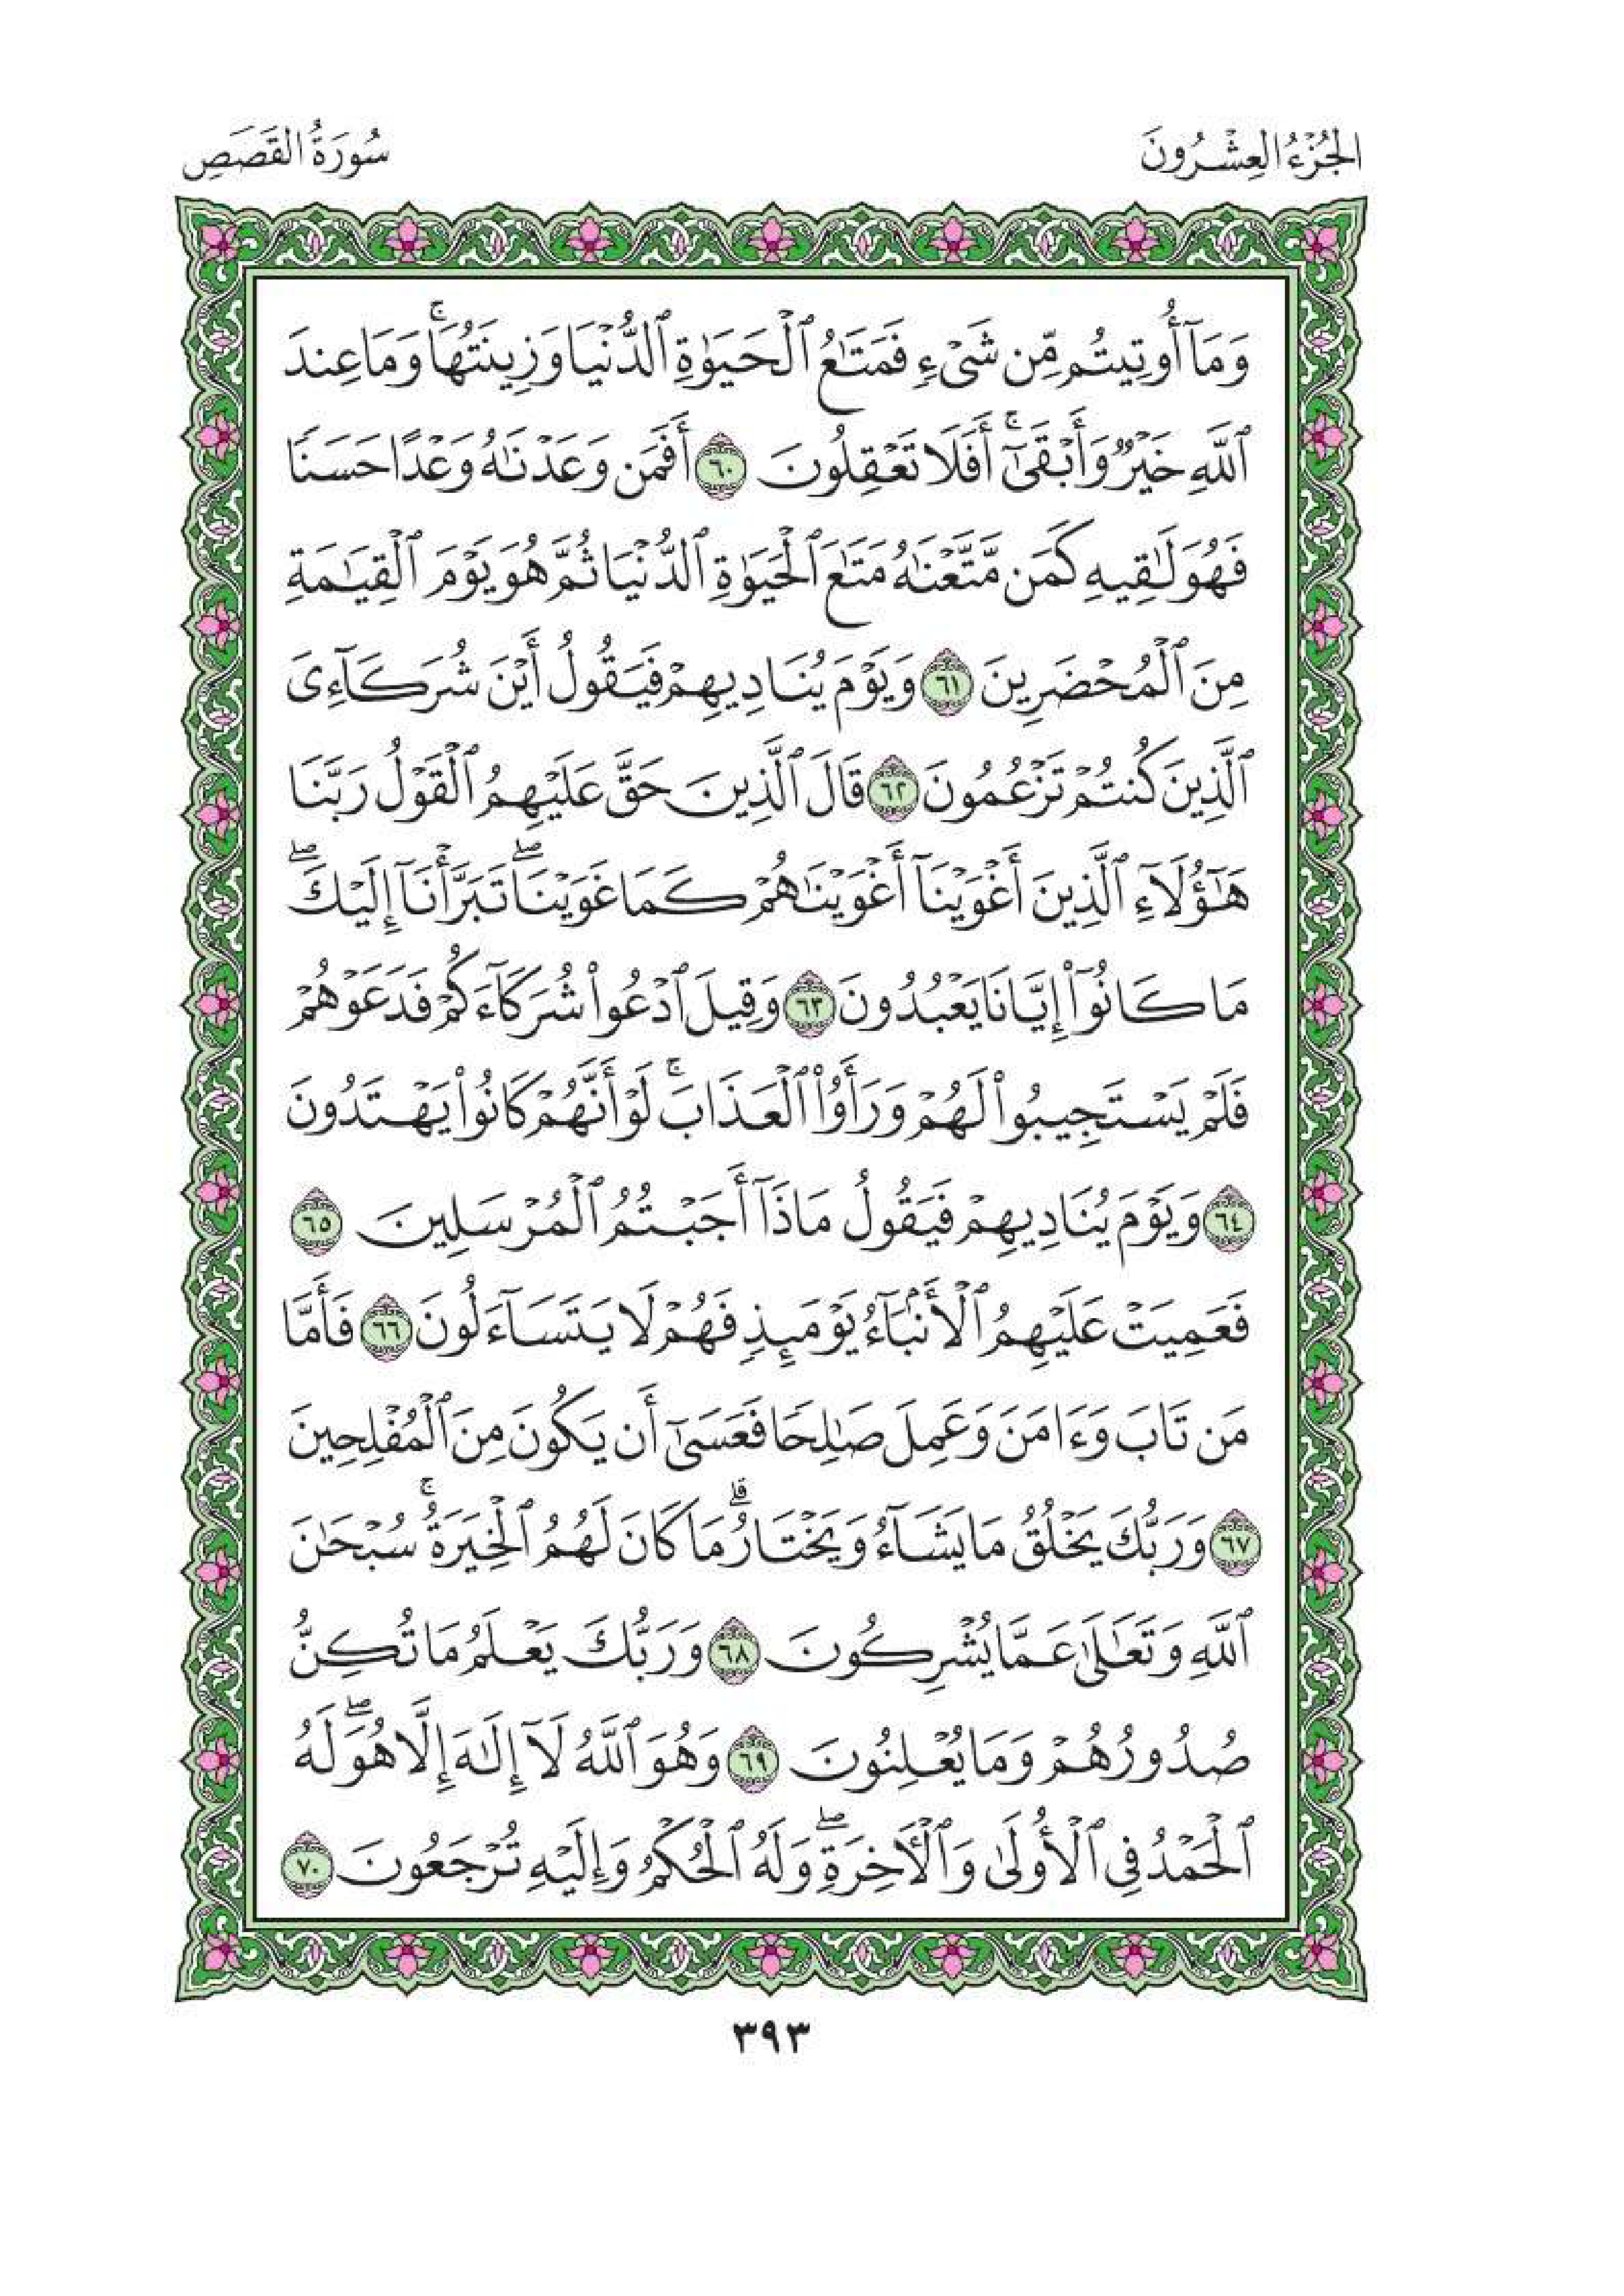 الجُزْءُ العِشْرُونَ
سُورَةُ القَصَصِ
وَمَآ أُوتِيتُم مِّن شَىْءٍ فَمَتَٰعُ ٱلْحَيَوٰةِ ٱلدُّنْيَا وَزِينَتُهَا ۚ وَمَا عِندَ
ٱللَّهِ خَيْرٌ وَأَبْقَىٰٓ ۚ أَفَلَا تَعْقِلُونَ ٦٠ أَفَمَن وَعَدْنَٰهُ وَعْدًا حَسَنًا
فَهُوَ لَٰقِيهِ كَمَن مَّتَّعْنَٰهُ مَتَٰعَ ٱلْحَيَوٰةِ ٱلدُّنْيَا ثُمَّ هُوَ يَوْمَ ٱلْقِيَٰمَةِ
مِنَ ٱلْمُحْضَرِينَ ٦١ وَيَوْمَ يُنَادِيهِمْ فَيَقُولُ أَيْنَ شُرَكَآءِىَ
ٱلَّذِينَ كُنتُمْ تَزْعُمُونَ ٦٢ قَالَ ٱلَّذِينَ حَقَّ عَلَيْهِمُ ٱلْقَوْلُ رَبَّنَا
هَٰٓؤُلَآءِ ٱلَّذِينَ أَغْوَيْنَآ أَغْوَيْنَٰهُمْ كَمَا غَوَيْنَا ۖ تَبَرَّأْنَآ إِلَيْكَ ۖ
مَا كَانُوٓا۟ إِيَّانَا يَعْبُدُونَ ٦٣ وَقِيلَ ٱدْعُوا۟ شُرَكَآءَكُمْ فَدَعَوْهُمْ
فَلَمْ يَسْتَجِيبُوا۟ لَهُمْ وَرَأَوُا۟ ٱلْعَذَابَ ۚ لَوْ أَنَّهُمْ كَانُوا۟ يَهْتَدُونَ
٦٤ وَيَوْمَ يُنَادِيهِمْ فَيَقُولُ مَاذَآ أَجَبْتُمُ ٱلْمُرْسَلِينَ ٦٥
فَعَمِيَتْ عَلَيْهِمُ ٱلْأَنۢبَآءُ يَوْمَئِذٍ فَهُمْ لَا يَتَسَآءَلُونَ ٦٦ فَأَمَّا
مَن تَابَ وَءَامَنَ وَعَمِلَ صَٰلِحًا فَعَسَىٰٓ أَن يَكُونَ مِنَ ٱلْمُفْلِحِينَ
٦٧ وَرَبُّكَ يَخْلُقُ مَا يَشَآءُ وَيَخْتَارُ ۗ مَا كَانَ لَهُمُ ٱلْخِيَرَةُ ۚ سُبْحَٰنَ
ٱللَّهِ وَتَعَٰلَىٰ عَمَّا يُشْرِكُونَ ٦٨ وَرَبُّكَ يَعْلَمُ مَا تُكِنُّ
صُدُورُهُمْ وَمَا يُعْلِنُونَ ٦٩ وَهُوَ ٱللَّهُ لَآ إِلَٰهَ إِلَّا هُوَ ۖ لَهُ
ٱلْحَمْدُ فِى ٱلْأُولَىٰ وَٱلْـَٔاخِرَةِ ۖ وَلَهُ ٱلْحُكْمُ وَإِلَيْهِ تُرْجَعُونَ ٧٠
٣٩٣